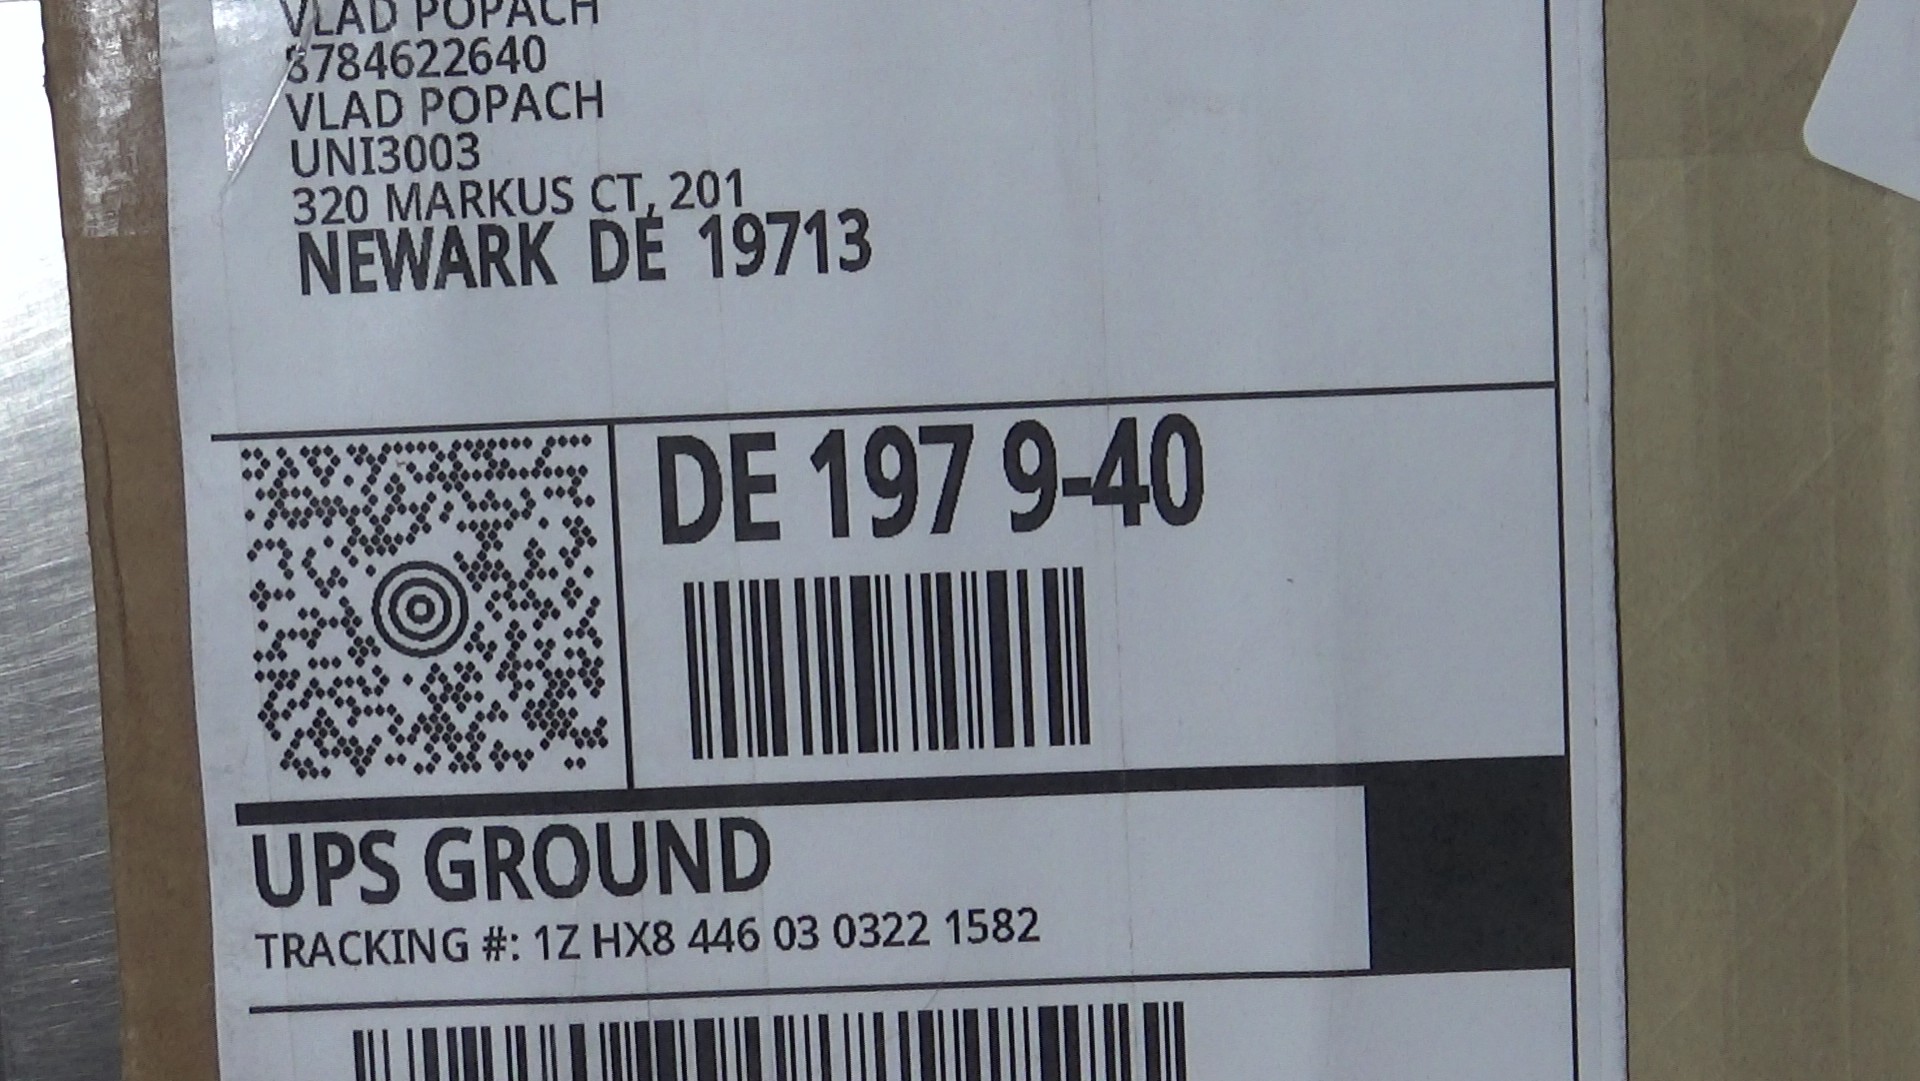 VLAD POPACH
8784622640
VLAD POPACH
UNI3003
320 MARKUS CT, 201
NEWARK DE 19713
DE 197 9-40
UPS GROUND
TRACKING #: 1Z HX8 446 03 0322 1582